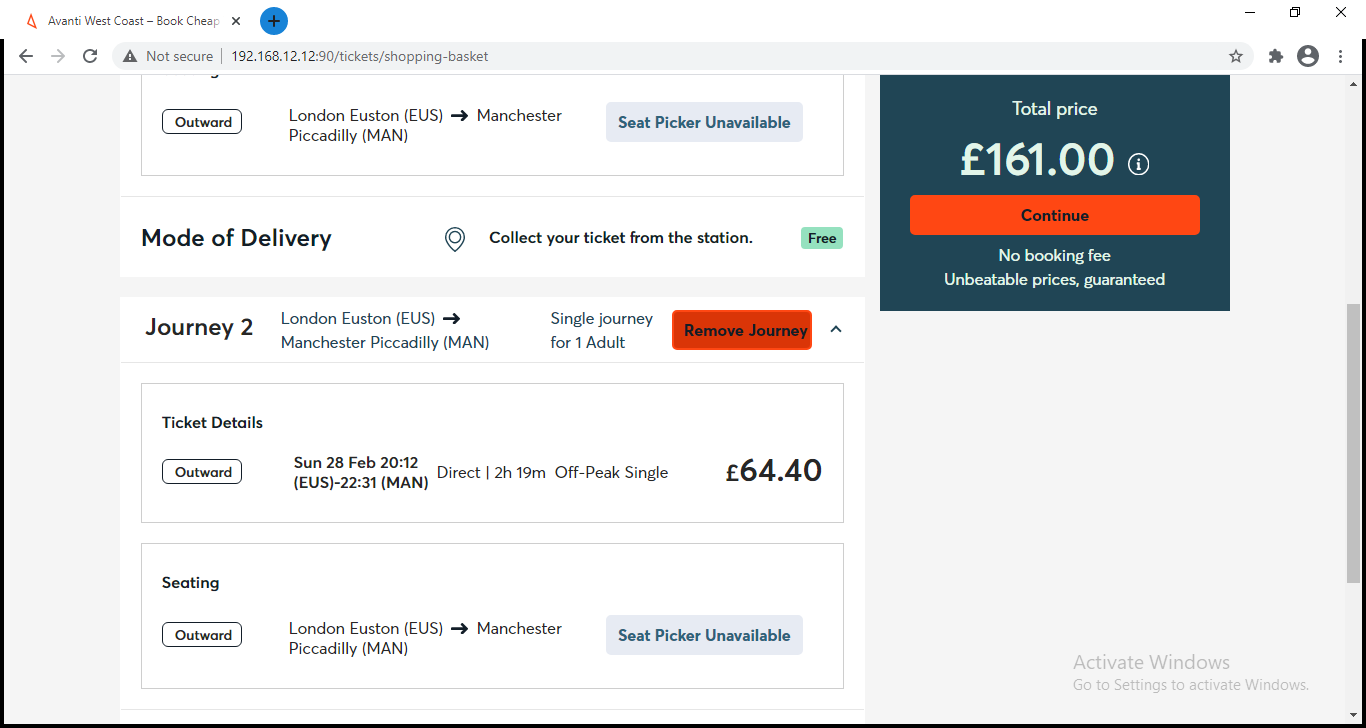 Avanti West Coast – Book Cheap
Not secure
192.168.12.12:90/tickets/shopping-basket
Outward
London Euston (EUS) → Manchester
Piccadilly (MAN)
Seat Picker Unavailable
Total price
£161.00
Continue
No booking fee
Unbeatable prices, guaranteed
Mode of Delivery
Collect your ticket from the station.
Free
Journey 2
London Euston (EUS) →
Manchester Piccadilly (MAN)
Single journey
for 1 Adult
Remove Journey
Ticket Details
Outward
Sun 28 Feb 20:12
(EUS)-22:31 (MAN)
Direct | 2h 19m
Off-Peak Single
£64.40
Seating
Outward
London Euston (EUS) → Manchester
Piccadilly (MAN)
Seat Picker Unavailable
Activate Windows
Go to Settings to activate Windows.